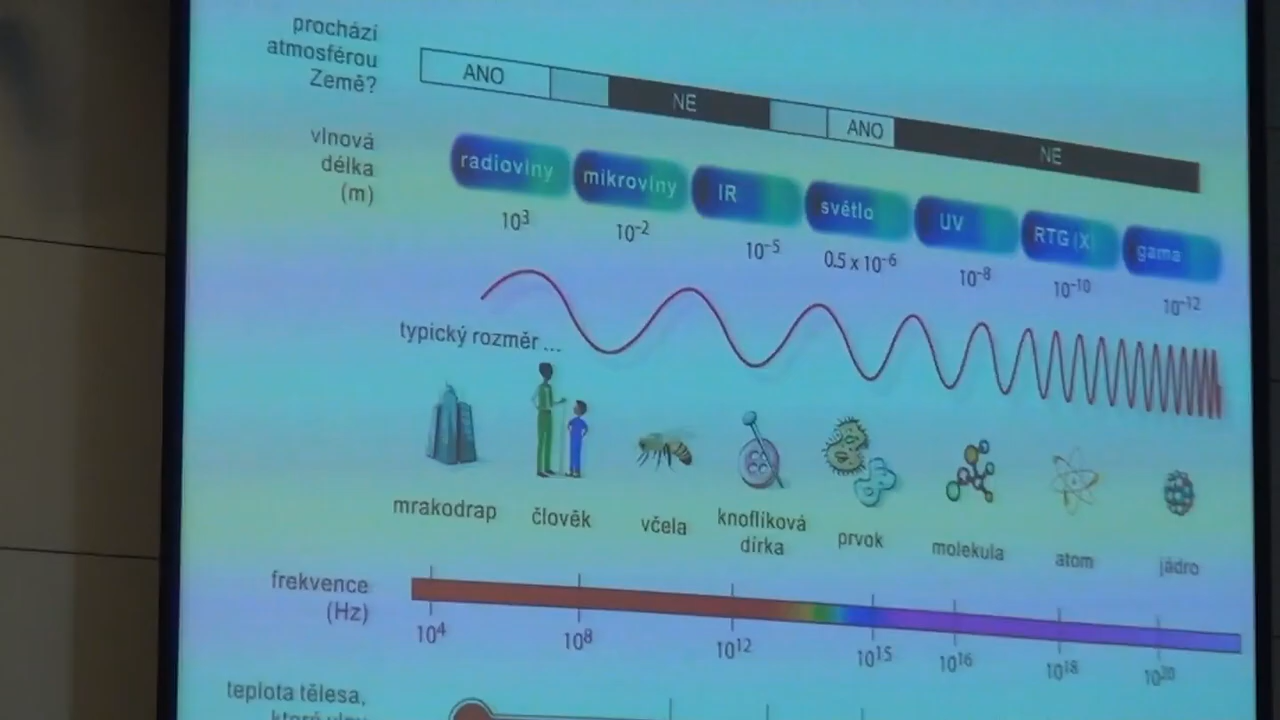 prochází
atmosférou
Země?
ANO
NE
ANO
NE
vlnová
délka
(m)
radiovlny
mikrovlny
IR
světlo
UV
RTG (X)
gama
10³
10⁻²
10⁻⁵
0.5 x 10⁻⁶
10⁻⁸
10⁻¹⁰
10⁻¹²
typický rozměr ...
mrakodrap
člověk
včela
knoflíková
dírka
prvok
molekula
atom
jádro
frekvence
(Hz)
10⁴
10⁸
10¹²
10¹⁵
10¹⁶
10¹⁸
10²⁰
teplota tělesa,